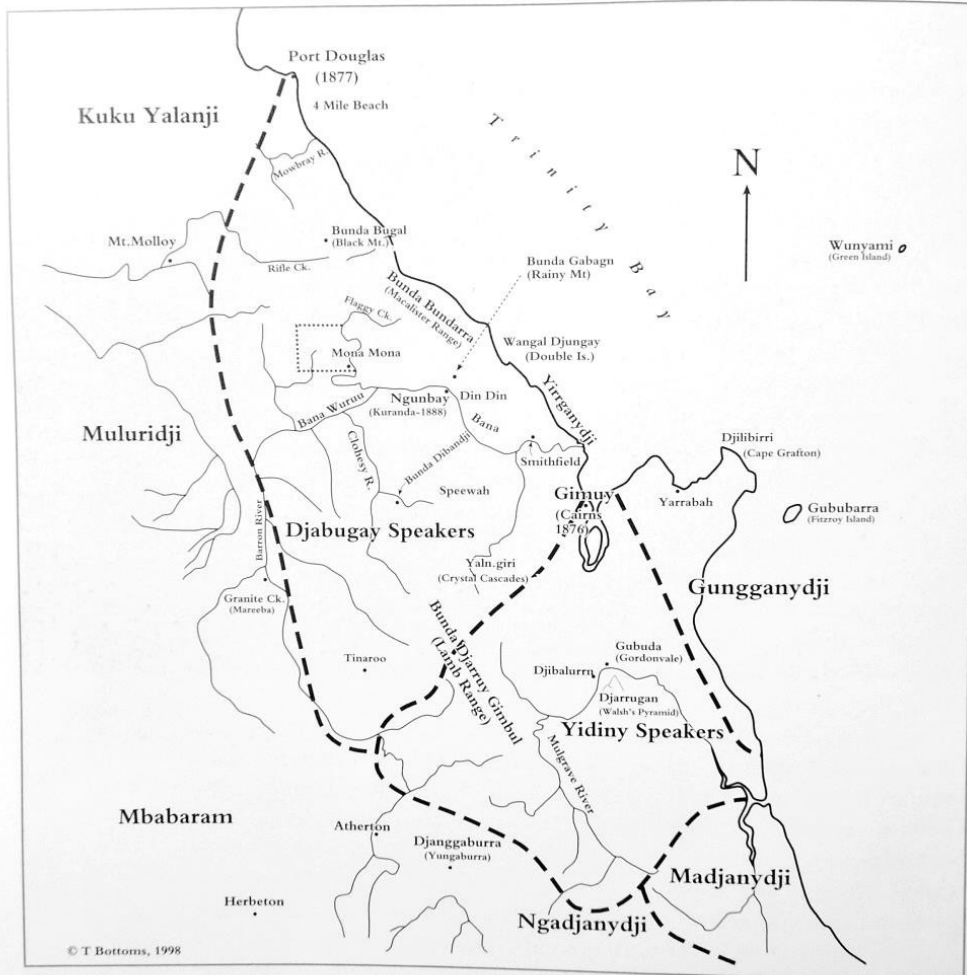 Port Douglas
(1877)
4 Mile Beach
Kuku Yalanji
Trinity Bay
N
Mowbray R.
Bunda Bugal
(Black Mt.)
Mt.Molloy
Rifle Ck.
Wunyami
(Green Island)
Bunda Gabagn
(Rainy Mt)
Bunda Bundarra
(Macalister Range)
Flaggy Ck.
Mona Mona
Wangal Djungay
(Double Is.)
Yirrganydji
Ngunbay
(Kuranda-1888)
Din Din
Bana Wuruu
Bana
Muluridji
Clohesy R.
Bunda Dibandji
Smithfield
Djilibirri
(Cape Grafton)
Speewah
Gimuy
(Cairns
1876)
Yarrabah
Gububarra
(Fitzroy Island)
Djabugay Speakers
Barron River
Yaln.giri
(Crystal Cascades)
Gungganydji
Granite Ck.
(Mareeba)
Bunda Djarruy Gimbul
(Lamb Range)
Tinaroo
Gubuda
(Gordonvale)
Djibalurrn
Djarrugan
(Walsh's Pyramid)
Yidiny Speakers
Mulgrave River
Mbabaram
Atherton
Djanggaburra
(Yungaburra)
Madjanydji
Herbeton
Ngadjanydji
© T Bottoms, 1998